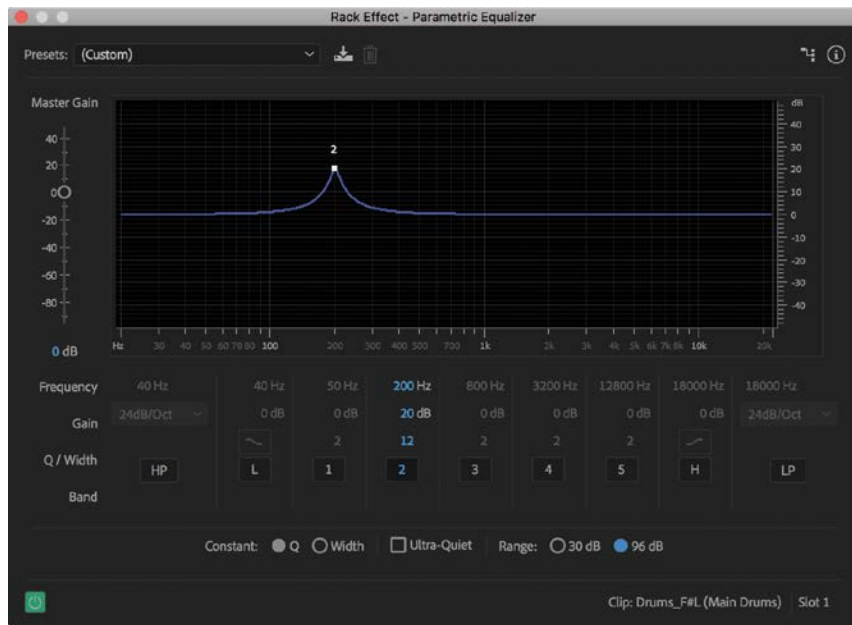 Rack Effect - Parametric Equalizer
Presets: (Custom)
Master Gain
40
20
0
-20
-40
-60
-80
0 dB
2
dB
40
30
20
10
0
-10
-20
-30
-40
Hz 30 40 50 60 70 80 100 200 300 400 500 700 1k 2k 3k 4k 5k 6k 7k 8k 10k 20k
Frequency 40 Hz 40 Hz 50 Hz 200 Hz 800 Hz 3200 Hz 12800 Hz 18000 Hz 18000 Hz
Gain 24dB/Oct 0 dB 0 dB 20 dB 0 dB 0 dB 0 dB 0 dB 24dB/Oct
Q / Width 2 12 2 2 2
Band HP L 1 2 3 4 5 H LP
Constant: Q Width Ultra-Quiet Range: 30 dB 96 dB
Clip: Drums_F#L (Main Drums) Slot 1